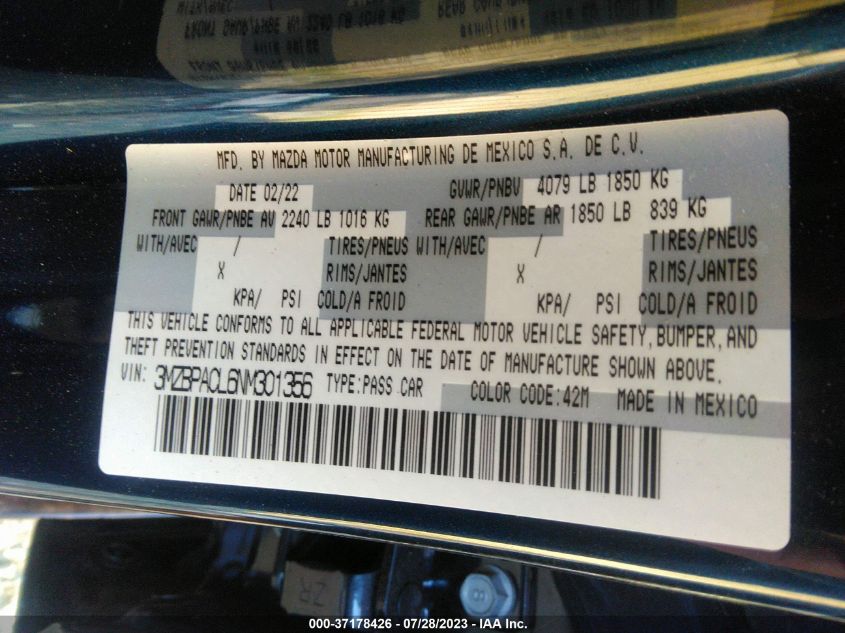 MFD. BY MAZDA MOTOR MANUFACTURING DE MEXICO S.A. DE C.V.
DATE 02/22 GVWR/PNBV 4079 LB 1850 KG
FRONT GAWR/PNBE AV 2240 LB 1016 KG REAR GAWR/PNBE AR 1850 LB 839 KG
WITH/AVEC / TIRES/PNEUS WITH/AVEC / TIRES/PNEUS
X RIMS/JANTES X RIMS/JANTES
KPA/ PSI COLD/A FROID KPA/ PSI COLD/A FROID
THIS VEHICLE CONFORMS TO ALL APPLICABLE FEDERAL MOTOR VEHICLE SAFETY, BUMPER, AND
THEFT PREVENTION STANDARDS IN EFFECT ON THE DATE OF MANUFACTURE SHOWN ABOVE.
VIN: 3MZBPACL6NM301356 TYPE:PASS CAR COLOR CODE:42M MADE IN MEXICO
ZR
8
000-37178426 / 07/28/2023 - IAA Inc.